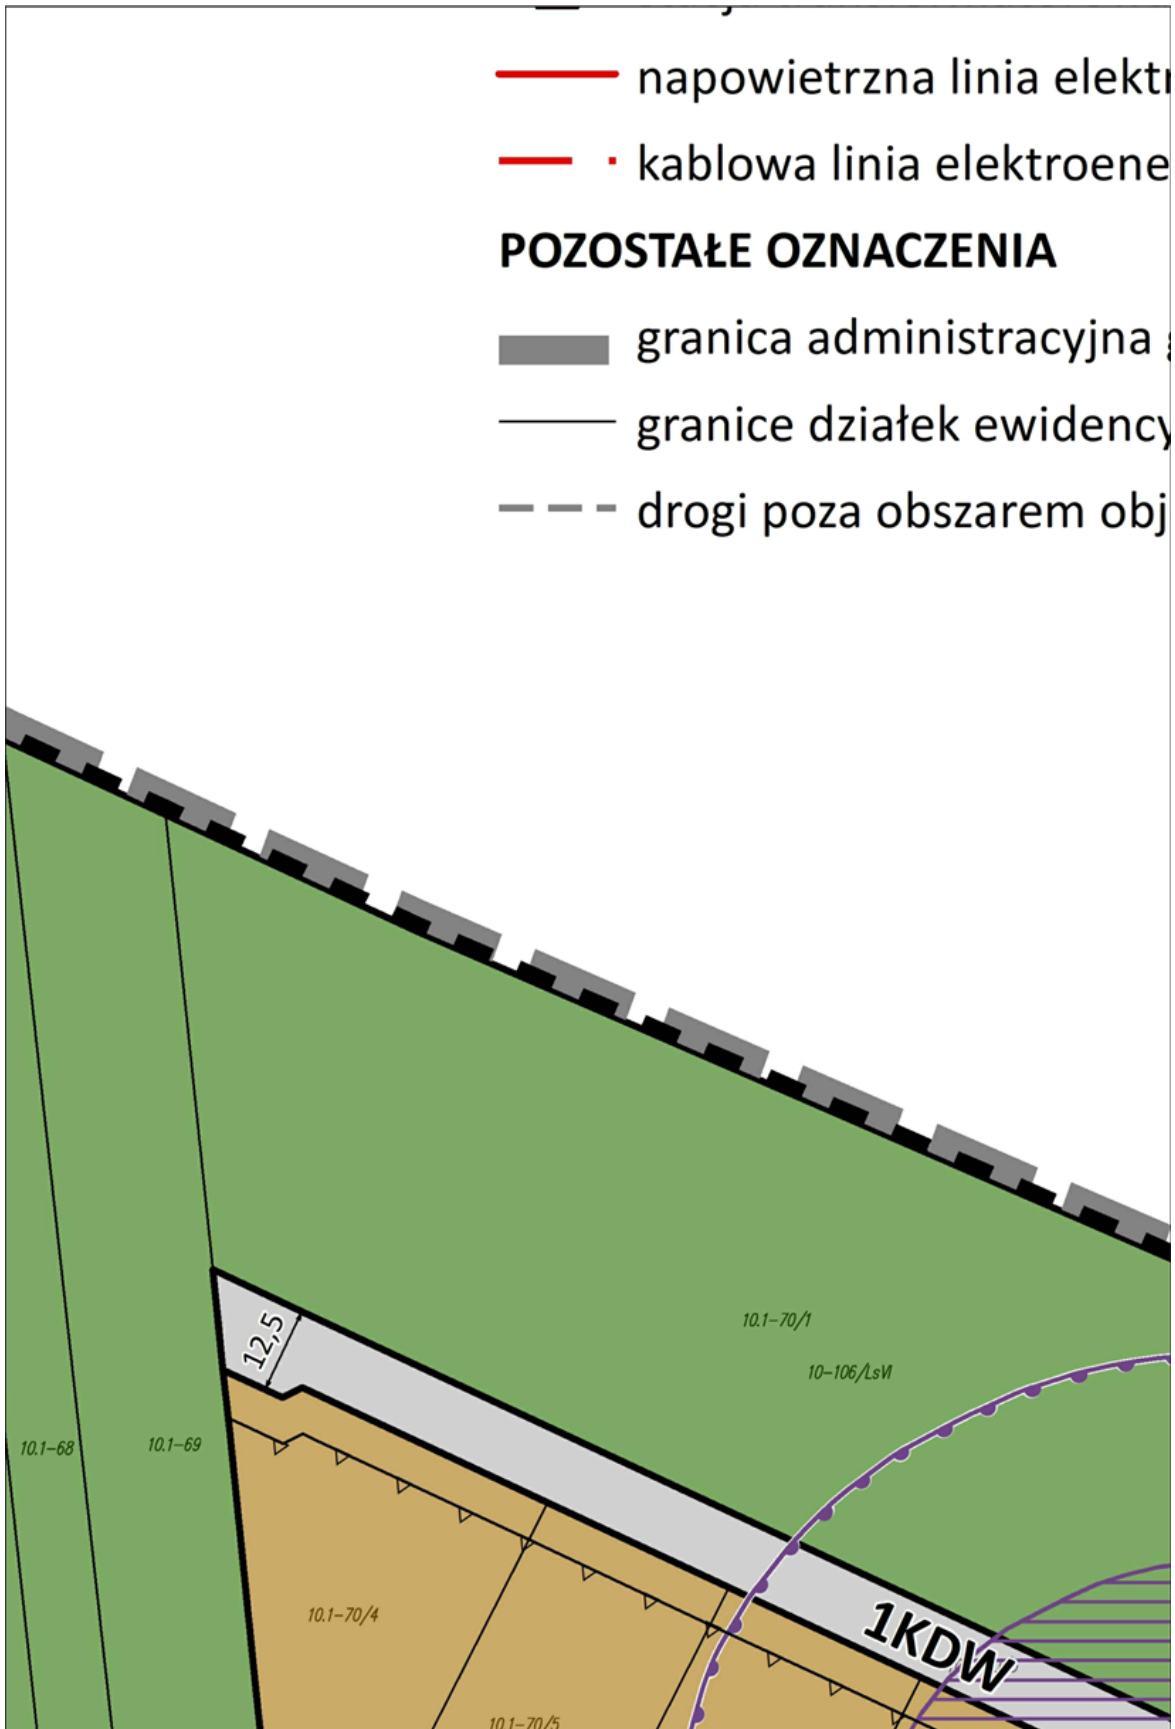 napowietrzna linia elektr
kablowa linia elektroene
POZOSTAŁE OZNACZENIA
granica administracyjna g
granice działek ewidency
drogi poza obszarem obj
10.1-70/1
12,5
10-106/LsVI
10.1-68
10.1-69
10.1-70/4
1KDW
10.1-70/5